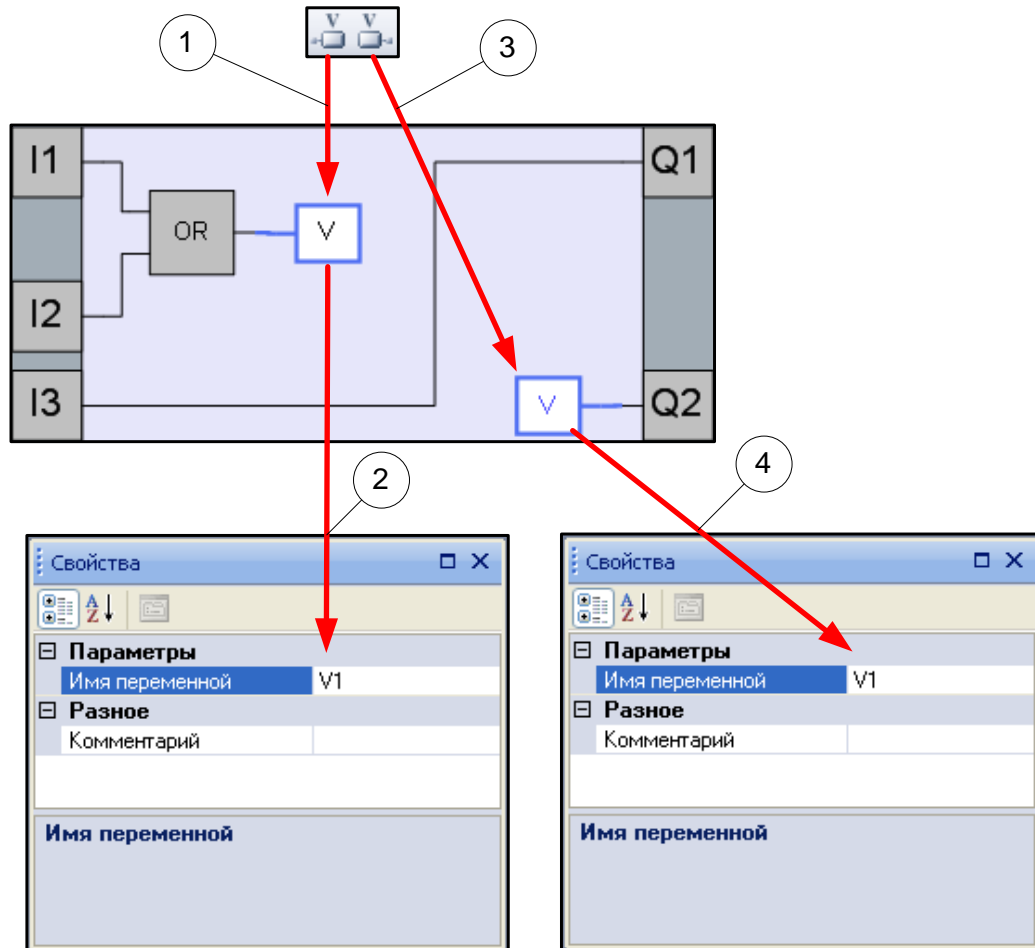 V V
1
3
I1
Q1
OR
V
I2
I3
V
Q2
2
4
Свойства
A
Z
Параметры
Имя переменной V1
Разное
Комментарий
Имя переменной
Свойства
A
Z
Параметры
Имя переменной V1
Разное
Комментарий
Имя переменной